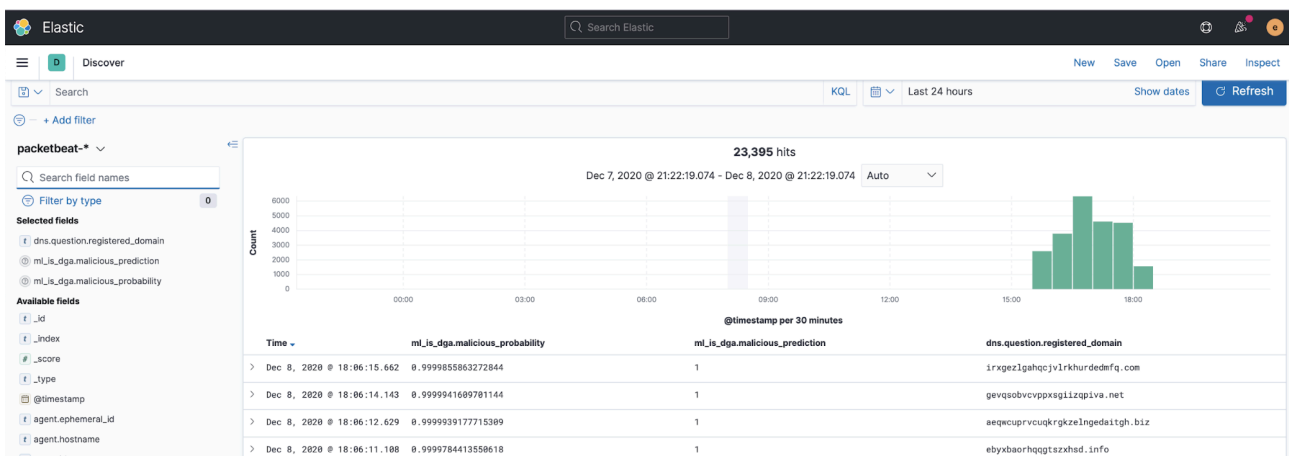 Elastic
Search Elastic
e
D Discover
New Save Open Share Inspect
Search KQL Last 24 hours Show dates Refresh
+ Add filter
packetbeat-*
Search field names
Filter by type 0
Selected fields
t dns.question.registered_domain
? ml_is_dga.malicious_prediction
? ml_is_dga.malicious_probability
Available fields
t _id
t _index
# _score
t _type
@timestamp
t agent.ephemeral_id
t agent.hostname
23,395 hits
Dec 7, 2020 @ 21:22:19.074 - Dec 8, 2020 @ 21:22:19.074 Auto
Count
6000
5000
4000
3000
2000
1000
0
00:00 03:00 06:00 09:00 12:00 15:00 18:00
@timestamp per 30 minutes
Time ml_is_dga.malicious_probability ml_is_dga.malicious_prediction dns.question.registered_domain
Dec 8, 2020 @ 18:06:15.662 0.9999855863272844 1 irxgezlgahqcjvlrkhurdedmfq.com
Dec 8, 2020 @ 18:06:14.143 0.9999941609701144 1 gevqsobvcvppxsgiizqpiva.net
Dec 8, 2020 @ 18:06:12.629 0.9999939177715309 1 aeqwcuprvcuqkrgkzelngedaitgh.biz
Dec 8, 2020 @ 18:06:11.108 0.9999784413550618 1 ebyxbaorhqqgtszxhsd.info